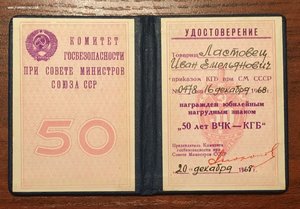 КОМИТЕТ
ГОСБЕЗОПАСНОСТИ
ПРИ СОВЕТЕ МИНИСТРОВ
СОЮЗА ССР
50
УДОСТОВЕРЕНИЕ
Товарищ Ластовец
Иван Емельянович
приказом КГБ при СМ СССР
№ 0478 от 16 декабря 1968 г.
награжден юбилейным
нагрудным знаком
"50 лет ВЧК—КГБ"
Председатель Комитета
госбезопасности при
Совете Министров СССР
20 декабря 1968 г.